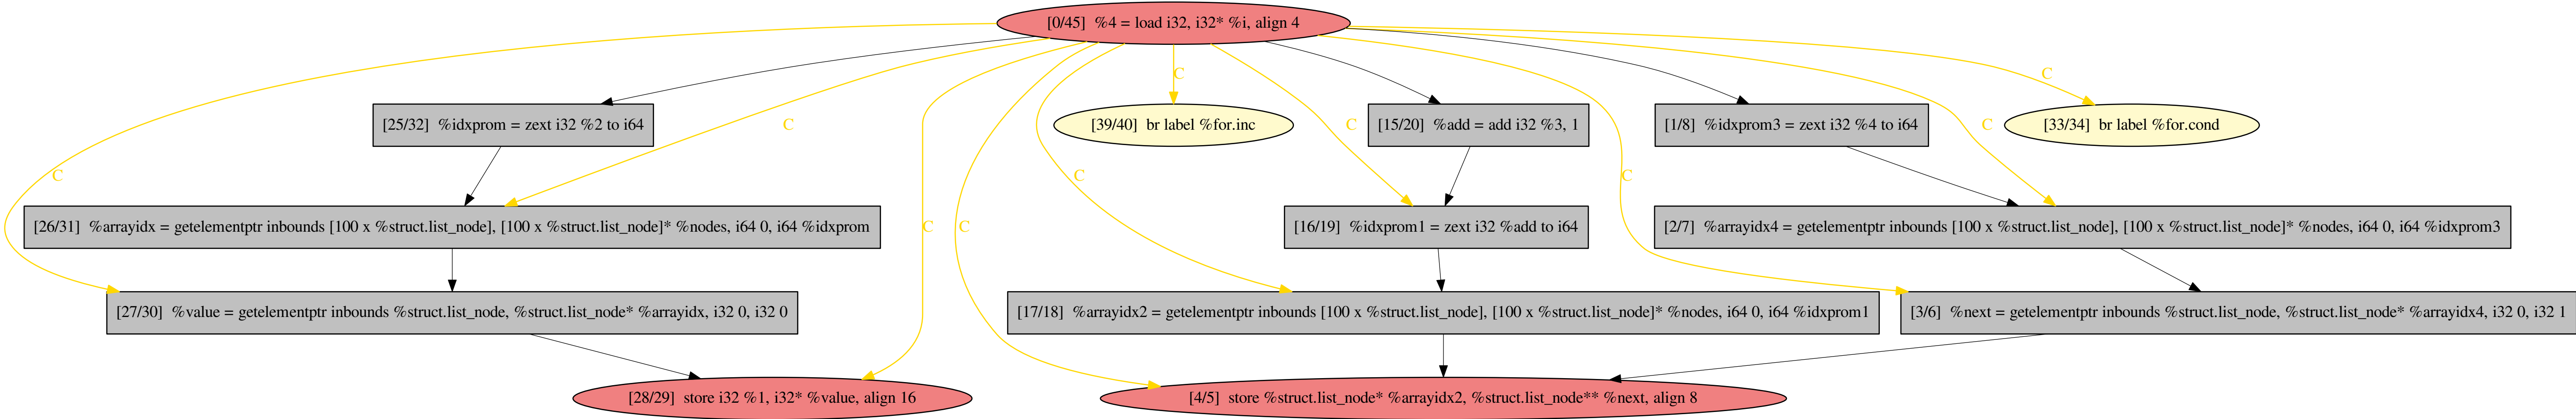 [0/45]  %4 = load i32, i32* %i, align 4
C
[25/32]  %idxprom = zext i32 %2 to i64
C
[39/40]  br label %for.inc
C
[15/20]  %add = add i32 %3, 1
[1/8]  %idxprom3 = zext i32 %4 to i64
C
[33/34]  br label %for.cond
C
C
C
C
[26/31]  %arrayidx = getelementptr inbounds [100 x %struct.list_node], [100 x %struct.list_node]* %nodes, i64 0, i64 %idxprom
C
C
[16/19]  %idxprom1 = zext i32 %add to i64
[2/7]  %arrayidx4 = getelementptr inbounds [100 x %struct.list_node], [100 x %struct.list_node]* %nodes, i64 0, i64 %idxprom3
[27/30]  %value = getelementptr inbounds %struct.list_node, %struct.list_node* %arrayidx, i32 0, i32 0
[17/18]  %arrayidx2 = getelementptr inbounds [100 x %struct.list_node], [100 x %struct.list_node]* %nodes, i64 0, i64 %idxprom1
[3/6]  %next = getelementptr inbounds %struct.list_node, %struct.list_node* %arrayidx4, i32 0, i32 1
[28/29]  store i32 %1, i32* %value, align 16
[4/5]  store %struct.list_node* %arrayidx2, %struct.list_node** %next, align 8